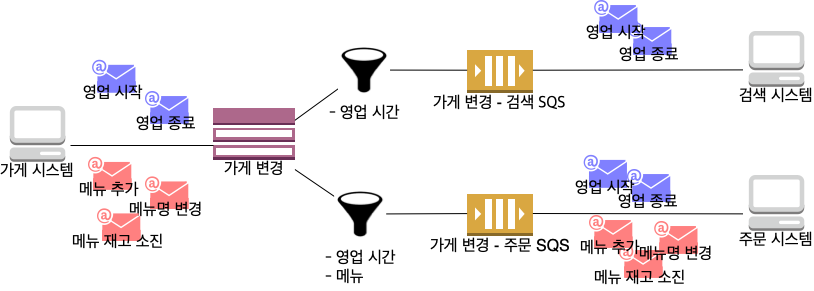 영업 시작
영업 종료
가게 시스템
메뉴 추가
메뉴명 변경
메뉴 재고 소진
가게 변경
- 영업 시간
가게 변경 - 검색 SQS
영업 시작
영업 종료
검색 시스템
- 영업 시간
- 메뉴
가게 변경 - 주문 SQS
영업 시작
영업 종료
메뉴 추가
메뉴명 변경
메뉴 재고 소진
주문 시스템